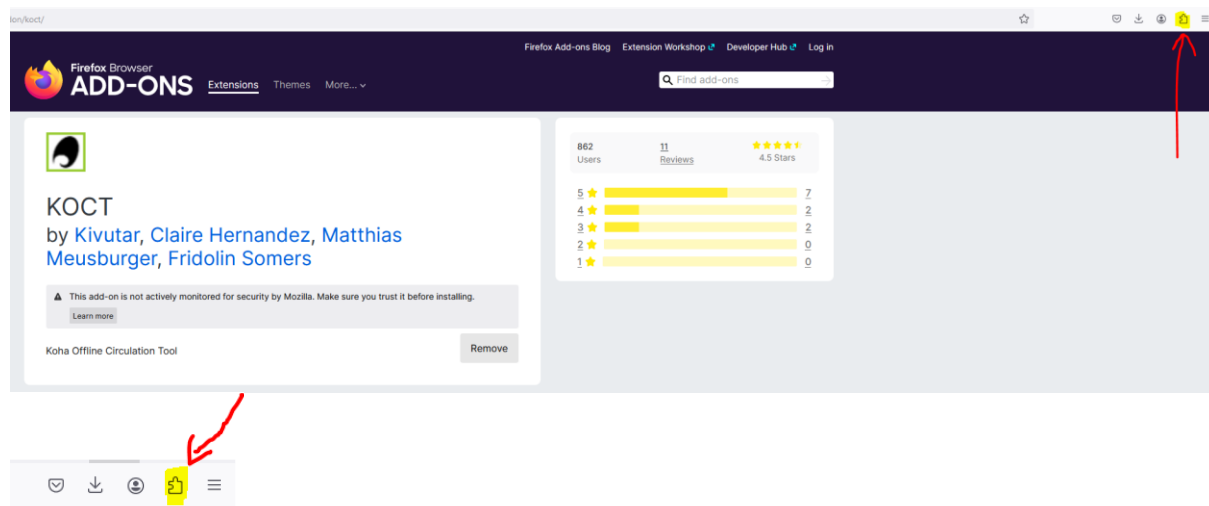 ion/koct/
Firefox Add-ons Blog Extension Workshop Developer Hub Log in
Firefox Browser
ADD-ONS Extensions Themes More...
Find add-ons
KOCT
by Kivutar, Claire Hernandez, Matthias
Meusburger, Fridolin Somers
This add-on is not actively monitored for security by Mozilla. Make sure you trust it before installing.
Learn more
Koha Offline Circulation Tool
Remove
862 11
Users Reviews 4.5 Stars
5 7
4 2
3 2
2 0
1 0